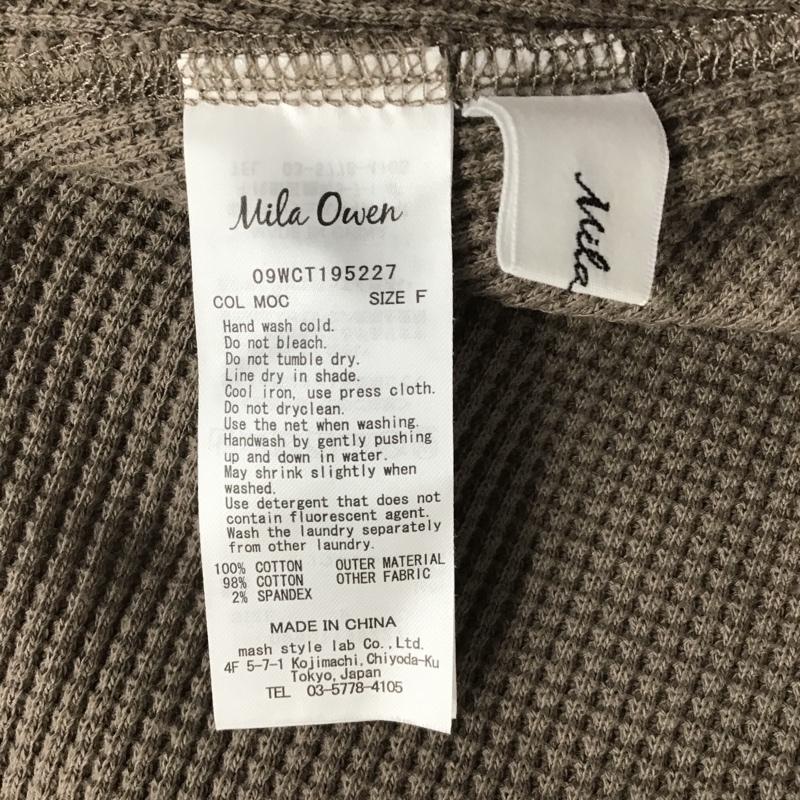 Mila Owen
09WCT195227
COL MOC SIZE F
Hand wash cold.
Do not bleach.
Do not tumble dry.
Line dry in shade.
Cool iron, use press cloth.
Do not dryclean.
Use the net when washing.
Handwash by gently pushing
up and down in water.
May shrink slightly when
washed.
Use detergent that does not
contain fluorescent agent.
Wash the laundry separately
from other laundry.
100% COTTON OUTER MATERIAL
98% COTTON OTHER FABRIC
2% SPANDEX
MADE IN CHINA
mash style lab Co.,Ltd.
4F 5-7-1 Kojimachi,Chiyoda-Ku
Tokyo,Japan
TEL 03-5778-4105
Mila